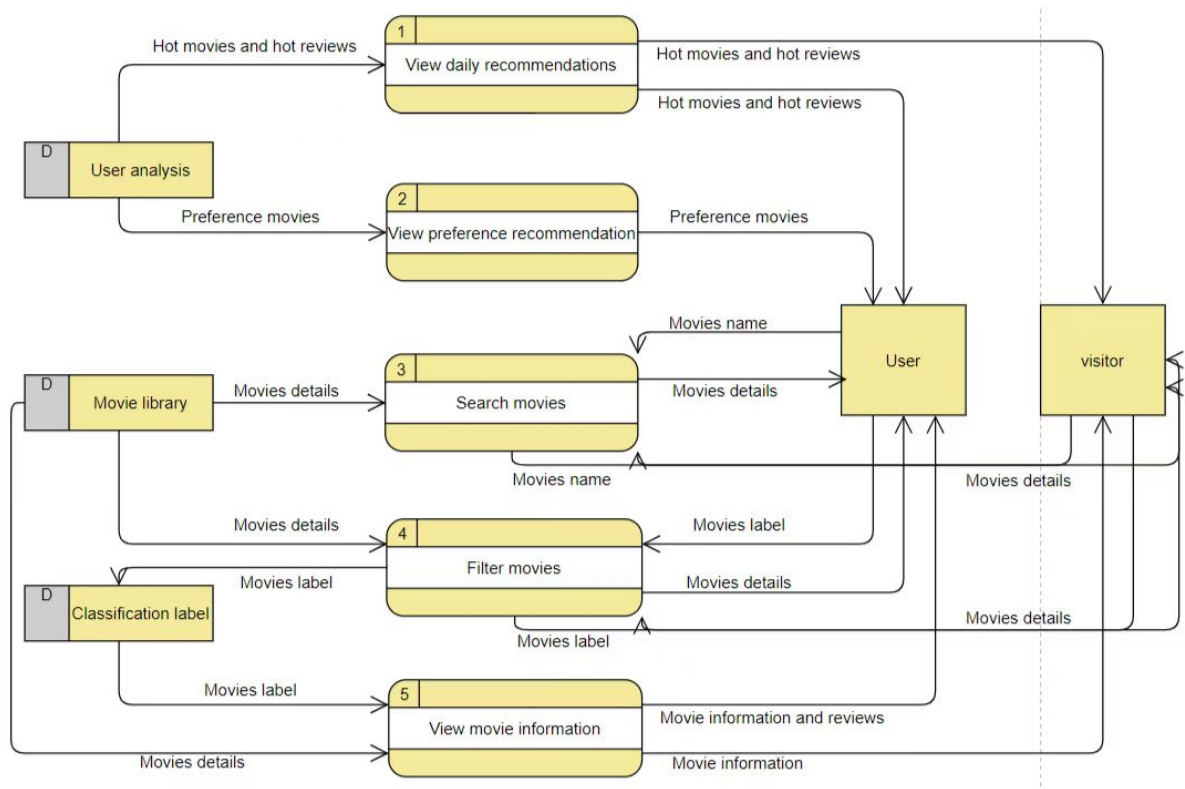 1
Hot movies and hot reviews
View daily recommendations
Hot movies and hot reviews
Hot movies and hot reviews
D
User analysis
2
Preference movies
Preference movies
View preference recommendation
Movies name
User
visitor
3
D
Movies details
Movies details
Movie library
Search movies
Movies name
Movies details
4
Movies details
Movies label
Filter movies
Movies label
Movies details
D
Classification label
Movies label
Movies details
5
Movies label
Movie information and reviews
View movie information
Movies details
Movie information